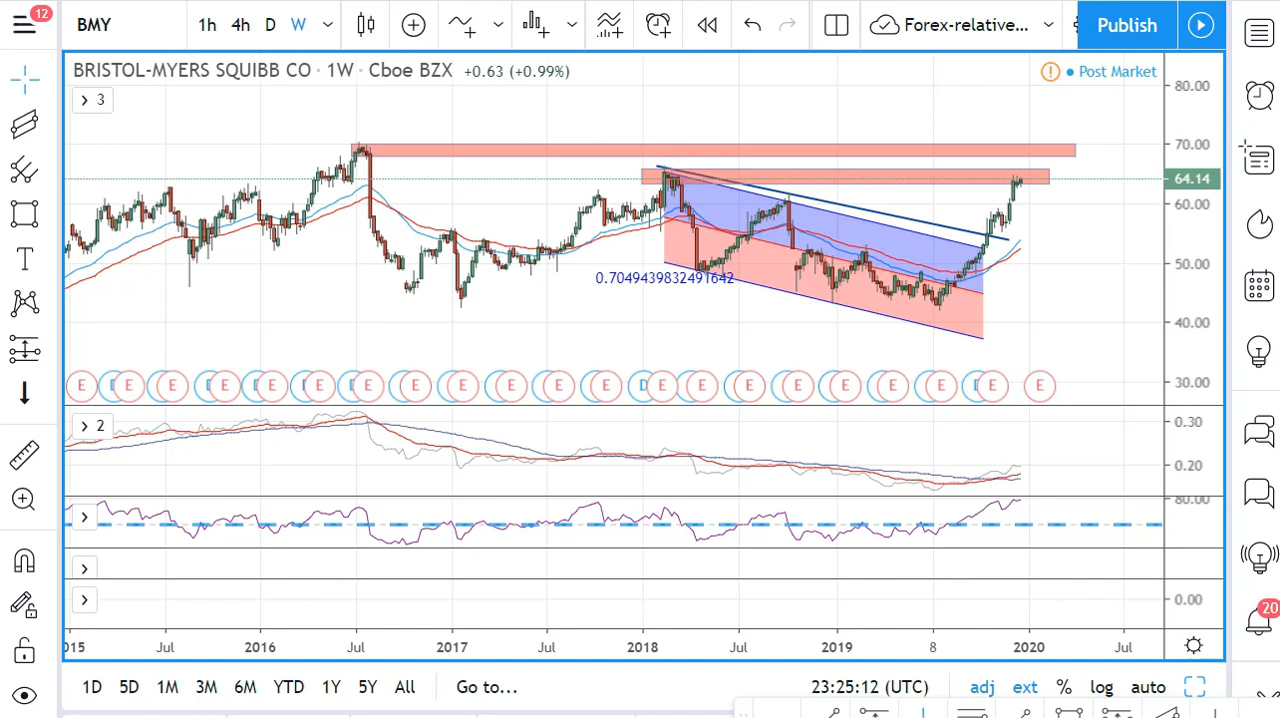 12
BMY
1h 4h D W
Forex-relative...
Publish
BRISTOL-MYERS SQUIBB CO · 1W · Cboe BZX +0.63 (+0.99%)
! Post Market
3
80.00
70.00
64.14
60.00
50.00
40.00
30.00
0.7049439832491642
E D E E D E D E D E D E E E E E E D E D E E E E E E D E E
2
0.30
0.20
80.00
0.00
2015 Jul 2016 Jul 2017 Jul 2018 Jul 2019 8 2020 Jul
1D 5D 1M 3M 6M YTD 1Y 5Y All Go to... 23:25:12 (UTC) adj ext % log auto
T
20